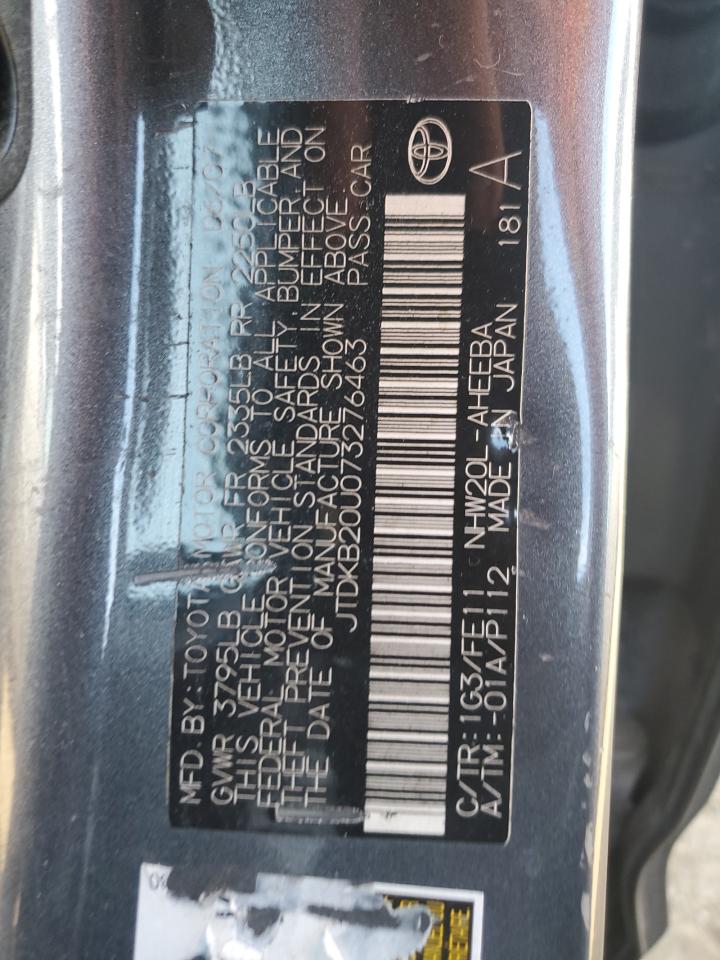 MFD. BY: TOYOTA MOTOR CORPORATION 06/07
GVWR 3795LB GAWR FR 2335LB RR 2250LB
THIS VEHICLE CONFORMS TO ALL APPLICABLE
FEDERAL MOTOR VEHICLE SAFETY, BUMPER, AND
THEFT PREVENTION STANDARDS IN EFFECT ON
THE DATE OF MANUFACTURE SHOWN ABOVE.
JTDKB20U073276463 PASS. CAR
C/TR: 1G3/FE11 NHW20L-AHEEBA
A/TM: -01A/P112 MADE IN JAPAN 181 A